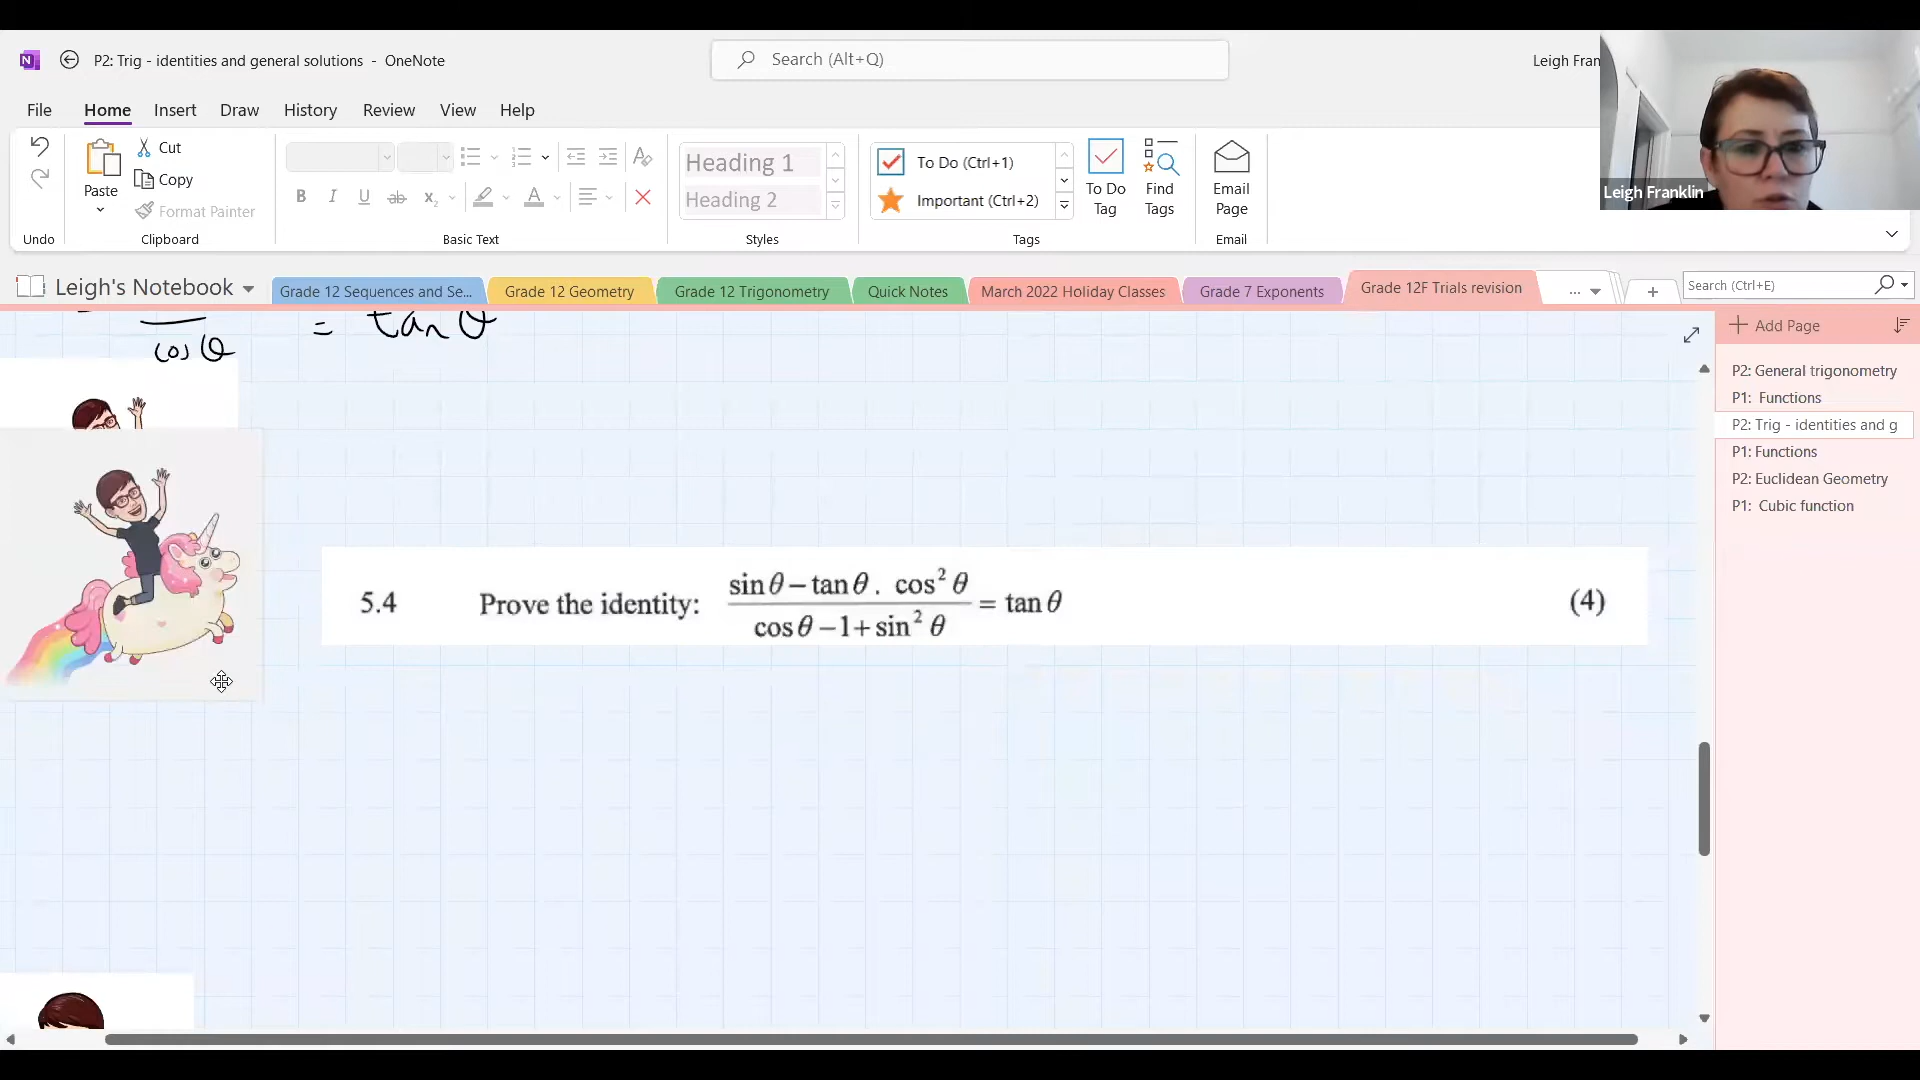 P2: Trig - identities and general solutions - OneNote
Search (Alt+Q)
Leigh Fran
File Home Insert Draw History Review View Help
Leigh Franklin
Undo
Paste
Cut
Copy
Format Painter
Clipboard
B I U ab x₂ A
Basic Text
Heading 1
Heading 2
Styles
To Do (Ctrl+1)
Important (Ctrl+2)
Tags
To Do Tag
Find Tags
Email Page
Email
Leigh's Notebook
Grade 12 Sequences and Se...
Grade 12 Geometry
Grade 12 Trigonometry
Quick Notes
March 2022 Holiday Classes
Grade 7 Exponents
Grade 12F Trials revision
...
Search (Ctrl+E)
Add Page
P2: General trigonometry
P1: Functions
P2: Trig - identities and g
P1: Functions
P2: Euclidean Geometry
P1: Cubic function
cos θ = tan θ
5.4 Prove the identity: (sin θ − tan θ . cos² θ) / (cos θ − 1 + sin² θ) = tan θ (4)